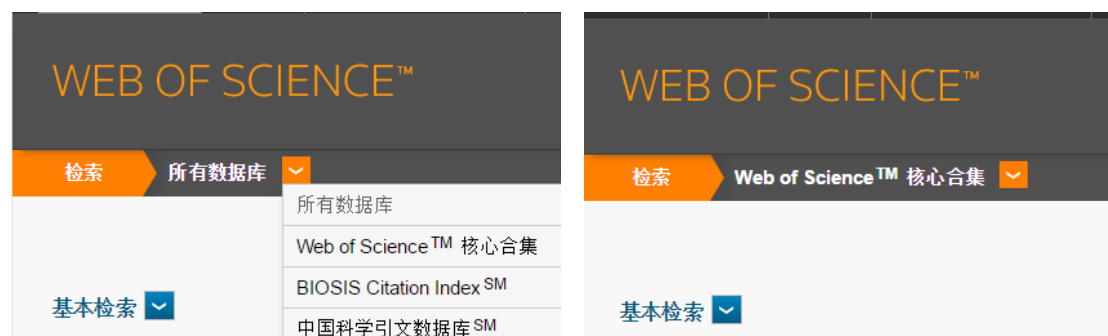 WEB OF SCIENCE™
检索 所有数据库
所有数据库
Web of Science™ 核心合集
BIOSIS Citation Index℠
基本检索
中国科学引文数据库℠
WEB OF SCIENCE™
检索 Web of Science™ 核心合集
基本检索